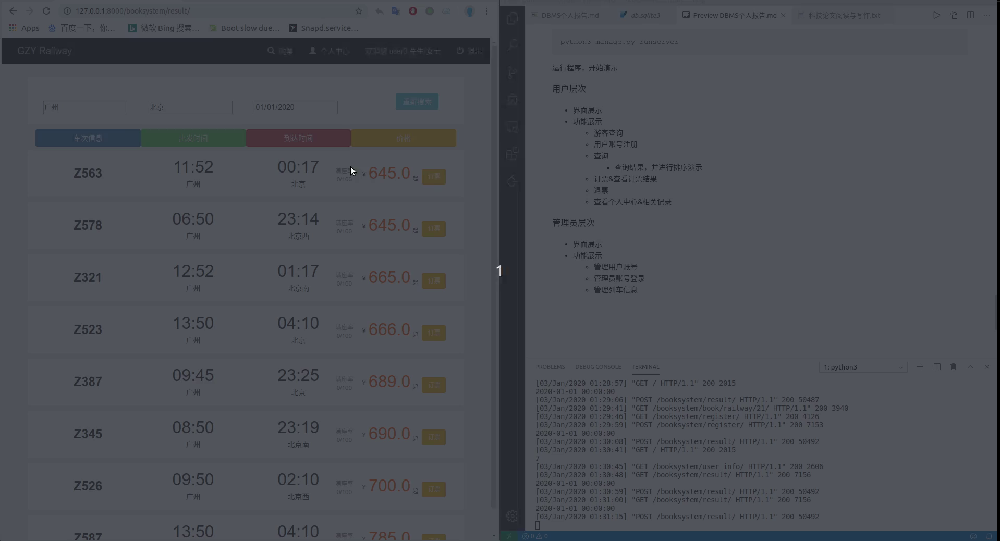 127.0.0.1:8000/booksystem/result/
Apps 百度一下，你... 微软 Bing 搜索... Boot slow due... Snapd.service...
GZY Railway 购票 个人中心 user3 先生/女士 退出
广州 北京 01/01/2020 重新搜索
车次信息 出发时间 到达时间 价格
Z563 11:52 广州 00:17 北京 满座率 0/100 ¥ 645.0 起 订票
Z578 06:50 广州 23:14 北京西 满座率 0/100 ¥ 645.0 起 订票
Z321 12:52 广州 01:17 北京南 满座率 0/100 ¥ 665.0 起 订票
Z523 13:50 广州 04:10 北京 满座率 0/100 ¥ 666.0 起 订票
Z387 09:45 广州 23:25 北京 满座率 0/100 ¥ 689.0 起 订票
Z345 08:50 广州 23:19 北京南 满座率 0/100 ¥ 690.0 起 订票
Z526 09:50 广州 02:10 北京西 满座率 0/100 ¥ 700.0 起 订票
Z587 13:50 04:10 满座率 ¥ 785.0 起 订票
1
DBMS个人报告.md db.sqlite3 Preview DBMS个人报告.md 科技论文阅读与写作.txt
python3 manage.py runserver
运行程序，开始演示
用户层次
• 界面展示
• 功能展示
◦ 游客查询
◦ 用户账号注册
◦ 查询
▪ 查询结果，并进行排序演示
◦ 订票&查看订票结果
◦ 退票
◦ 查看个人中心&相关记录
管理员层次
• 界面展示
• 功能展示
◦ 管理用户账号
◦ 管理员账号登录
◦ 管理列车信息
PROBLEMS DEBUG CONSOLE TERMINAL 1: python3
[03/Jan/2020 01:28:57] "GET / HTTP/1.1" 200 2015
2020-01-01 00:00:00
[03/Jan/2020 01:29:06] "POST /booksystem/result/ HTTP/1.1" 200 50487
[03/Jan/2020 01:29:41] "GET /booksystem/book/railway/21/ HTTP/1.1" 200 3940
[03/Jan/2020 01:29:46] "GET /booksystem/register/ HTTP/1.1" 200 4126
[03/Jan/2020 01:29:59] "POST /booksystem/register/ HTTP/1.1" 200 7153
2020-01-01 00:00:00
[03/Jan/2020 01:30:08] "POST /booksystem/result/ HTTP/1.1" 200 50492
[03/Jan/2020 01:30:41] "GET / HTTP/1.1" 200 2015
7
[03/Jan/2020 01:30:45] "GET /booksystem/user_info/ HTTP/1.1" 200 2606
[03/Jan/2020 01:30:48] "GET /booksystem/result/ HTTP/1.1" 200 7156
2020-01-01 00:00:00
[03/Jan/2020 01:30:59] "POST /booksystem/result/ HTTP/1.1" 200 50492
[03/Jan/2020 01:31:00] "GET /booksystem/result/ HTTP/1.1" 200 7156
2020-01-01 00:00:00
[03/Jan/2020 01:31:15] "POST /booksystem/result/ HTTP/1.1" 200 50492
0 0